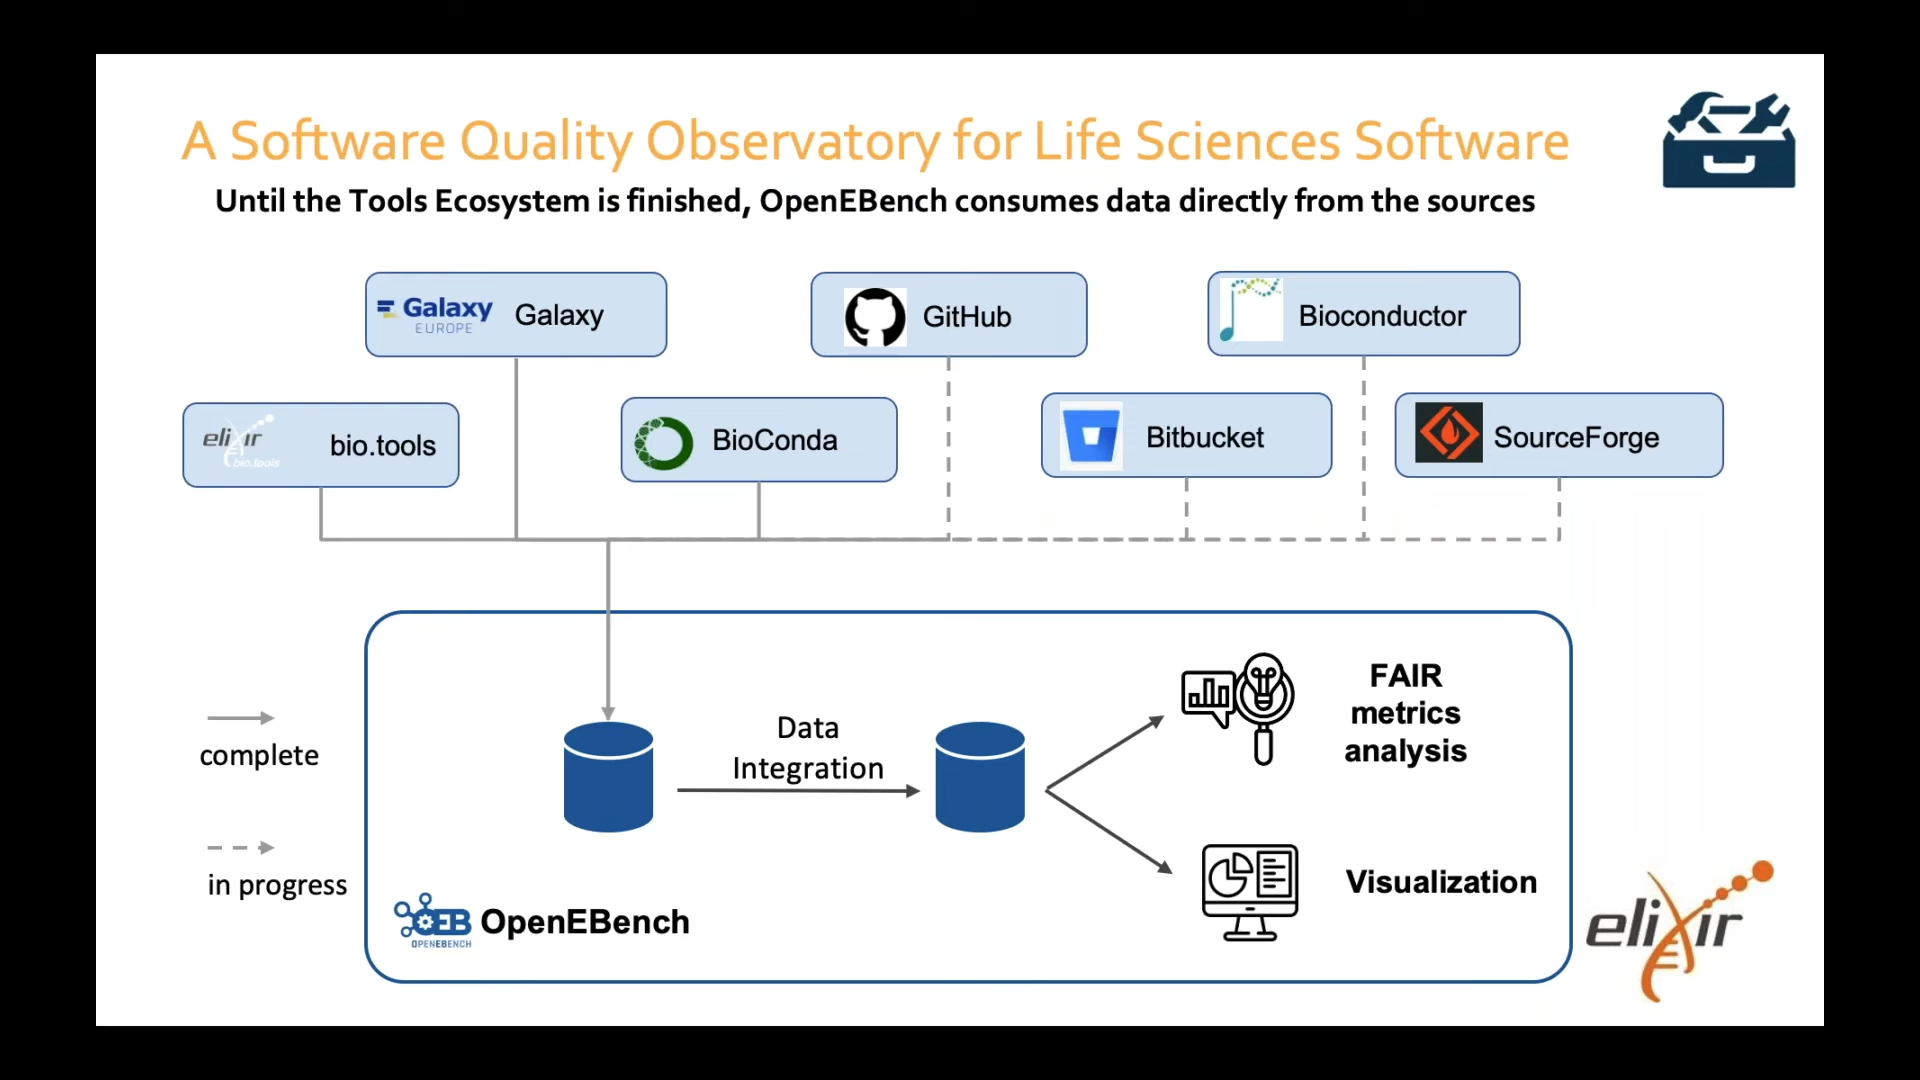 A Software Quality Observatory for Life Sciences Software
Until the Tools Ecosystem is finished, OpenEBench consumes data directly from the sources
Galaxy
EUROPE
Galaxy
GitHub
Bioconductor
elixir
bio.tools
bio.tools
BioConda
Bitbucket
SourceForge
complete
in progress
Data
Integration
FAIR
metrics
analysis
Visualization
EB
OPENEBENCH
OpenEBench
elixir